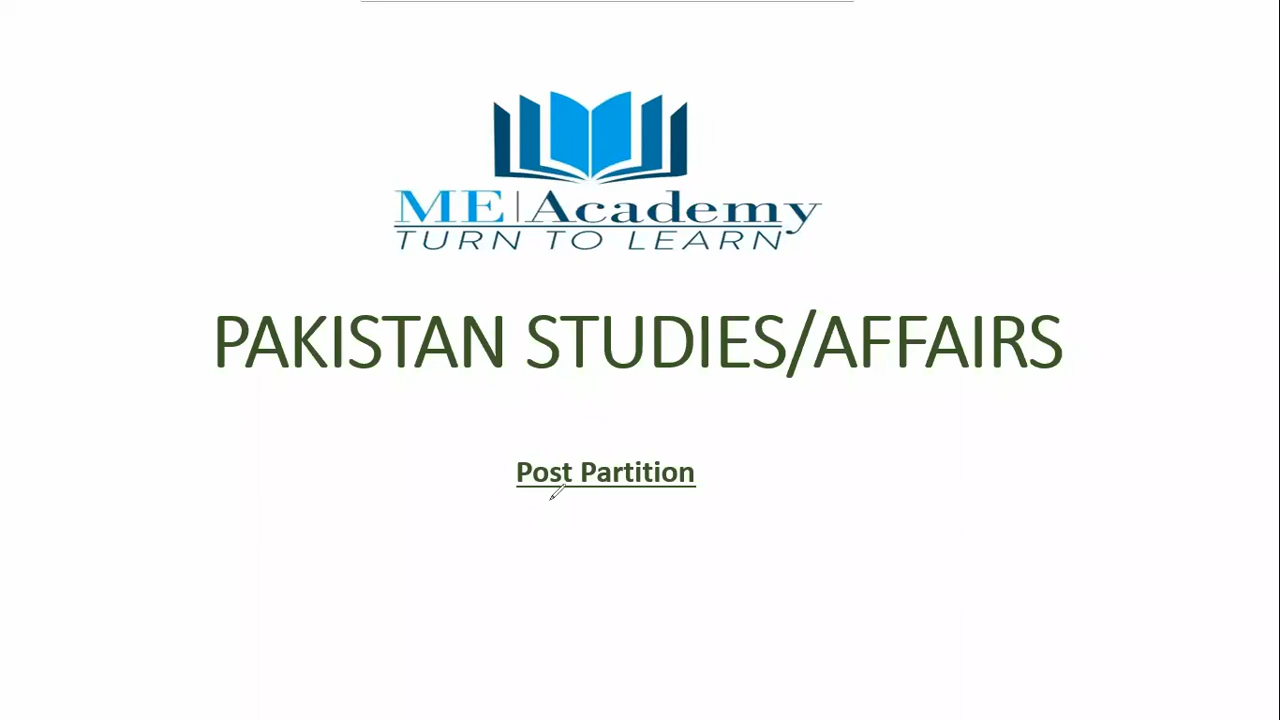 ME | Academy
TURN TO LEARN
PAKISTAN STUDIES/AFFAIRS
Post Partition